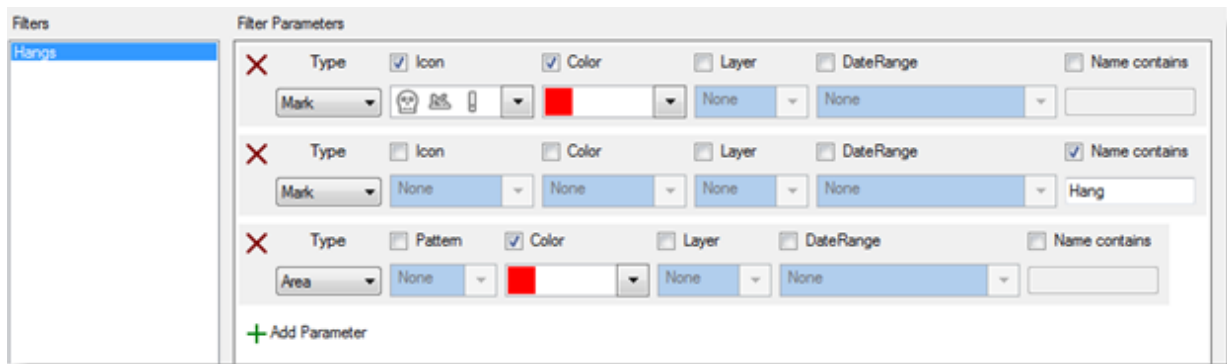 Filters Filter Parameters
Hangs
Type Icon Color Layer DateRange Name contains
Mark None None
Type Icon Color Layer DateRange Name contains
Mark None None None None Hang
Type Pattern Color Layer DateRange Name contains
Area None None None
Add Parameter